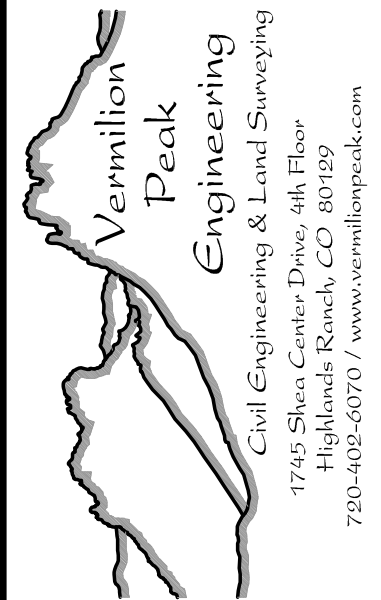 Vermilion
Peak
Engineering
Civil Engineering & Land Surveying
1745 Shea Center Drive, 4th Floor
Highlands Ranch, CO 80129
720-402-6070 / www.vermilionpeak.com